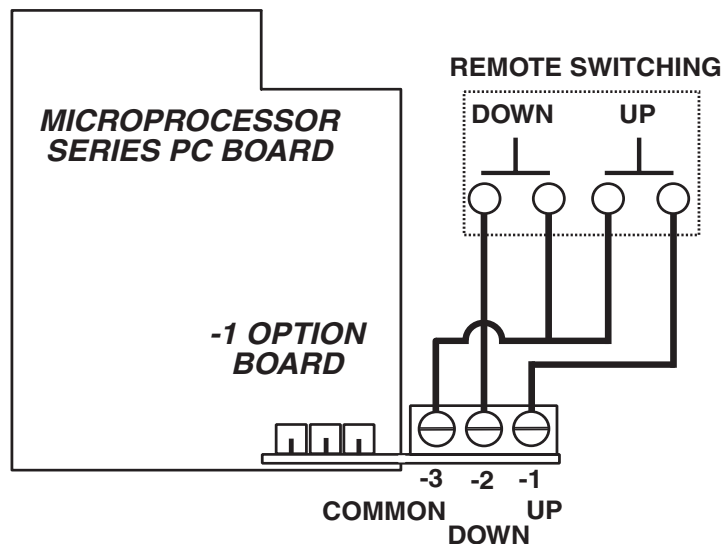 REMOTE SWITCHING
DOWN UP
MICROPROCESSOR
SERIES PC BOARD
-1 OPTION
BOARD
-3 -2 -1
COMMON UP
DOWN